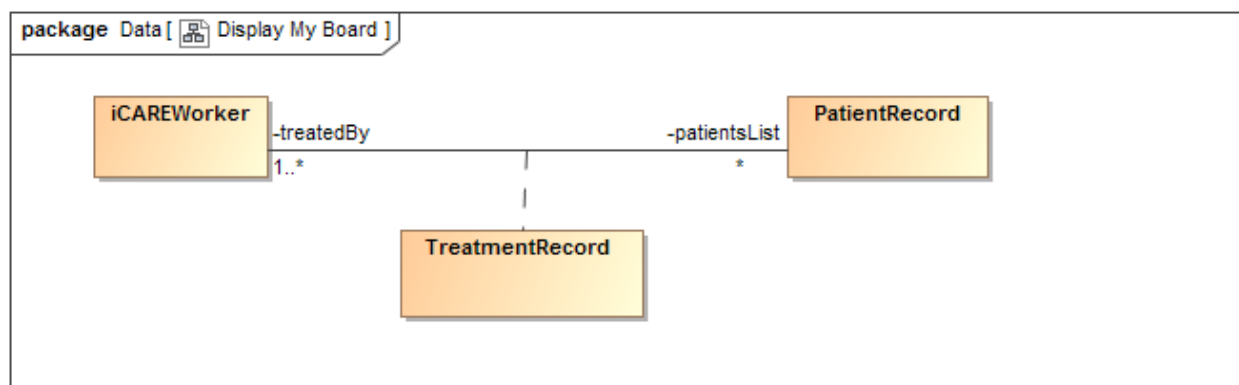 package Data [ Display My Board ]
iCAREWorker
PatientRecord
-treatedBy
-patientsList
1..*
*
TreatmentRecord